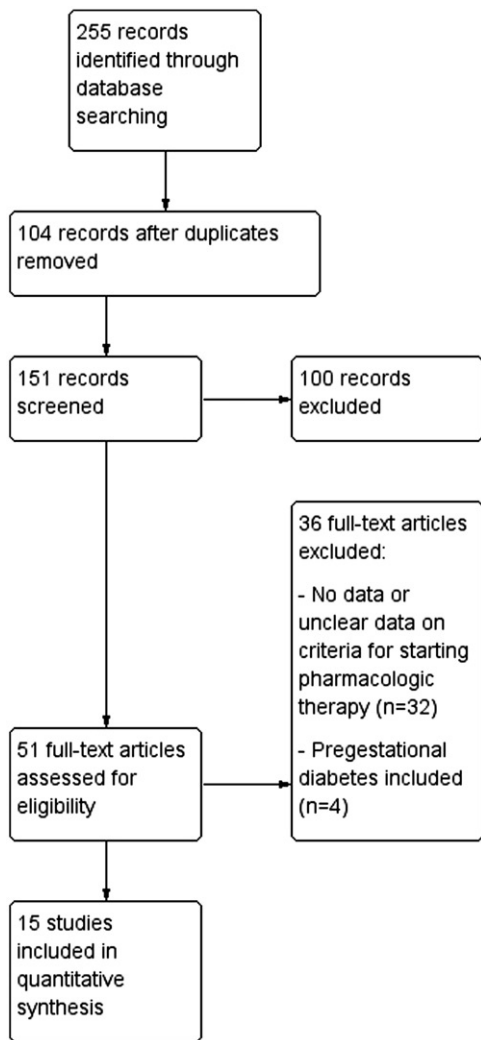 255 records
identified through
database
searching
104 records after duplicates
removed
151 records
screened
100 records
excluded
36 full-text articles
excluded:
- No data or
unclear data on
criteria for starting
pharmacologic
therapy (n=32)
- Pregestational
diabetes included
(n=4)
51 full-text articles
assessed for
eligibility
15 studies
included in
quantitative
synthesis